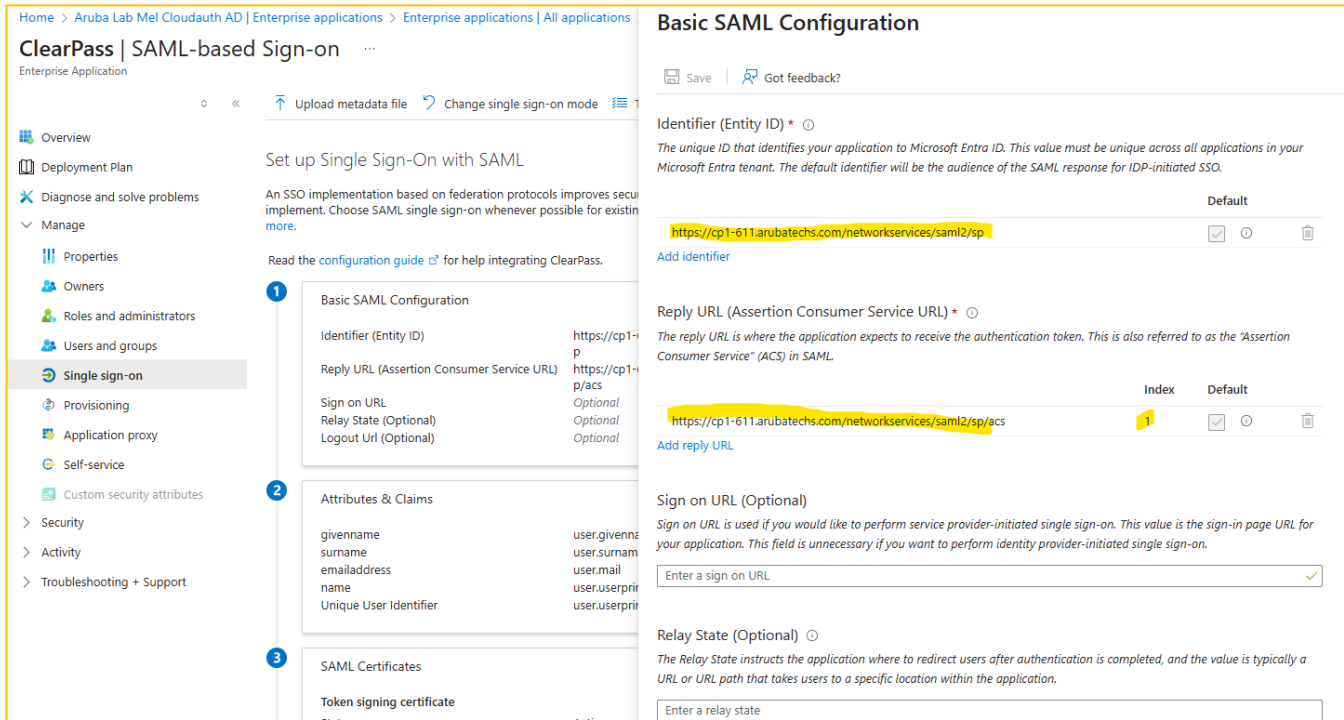 Home > Aruba Lab Mel Cloudauth AD | Enterprise applications > Enterprise applications | All applications
ClearPass | SAML-based Sign-on ...
Enterprise Application
Overview
Deployment Plan
Diagnose and solve problems
Manage
Properties
Owners
Roles and administrators
Users and groups
Single sign-on
Provisioning
Application proxy
Self-service
Custom security attributes
Security
Activity
Troubleshooting + Support
Upload metadata file Change single sign-on mode
Set up Single Sign-On with SAML
An SSO implementation based on federation protocols improves secu
implement. Choose SAML single sign-on whenever possible for existin
more.
Read the configuration guide for help integrating ClearPass.
1
Basic SAML Configuration
Identifier (Entity ID) https://cp1-
p
Reply URL (Assertion Consumer Service URL) https://cp1-
p/acs
Sign on URL Optional
Relay State (Optional) Optional
Logout Url (Optional) Optional
2
Attributes & Claims
givenname user.givenna
surname user.surnam
emailaddress user.mail
name user.userprin
Unique User Identifier user.userprin
3
SAML Certificates
Token signing certificate
Basic SAML Configuration
Save Got feedback?
Identifier (Entity ID) *
The unique ID that identifies your application to Microsoft Entra ID. This value must be unique across all applications in your
Microsoft Entra tenant. The default identifier will be the audience of the SAML response for IDP-initiated SSO.
Default
https://cp1-611.arubatechs.com/networkservices/saml2/sp
Add identifier
Reply URL (Assertion Consumer Service URL) *
The reply URL is where the application expects to receive the authentication token. This is also referred to as the "Assertion
Consumer Service" (ACS) in SAML.
Index Default
https://cp1-611.arubatechs.com/networkservices/saml2/sp/acs 1
Add reply URL
Sign on URL (Optional)
Sign on URL is used if you would like to perform service provider-initiated single sign-on. This value is the sign-in page URL for
your application. This field is unnecessary if you want to perform identity provider-initiated single sign-on.
Enter a sign on URL
Relay State (Optional)
The Relay State instructs the application where to redirect users after authentication is completed, and the value is typically a
URL or URL path that takes users to a specific location within the application.
Enter a relay state